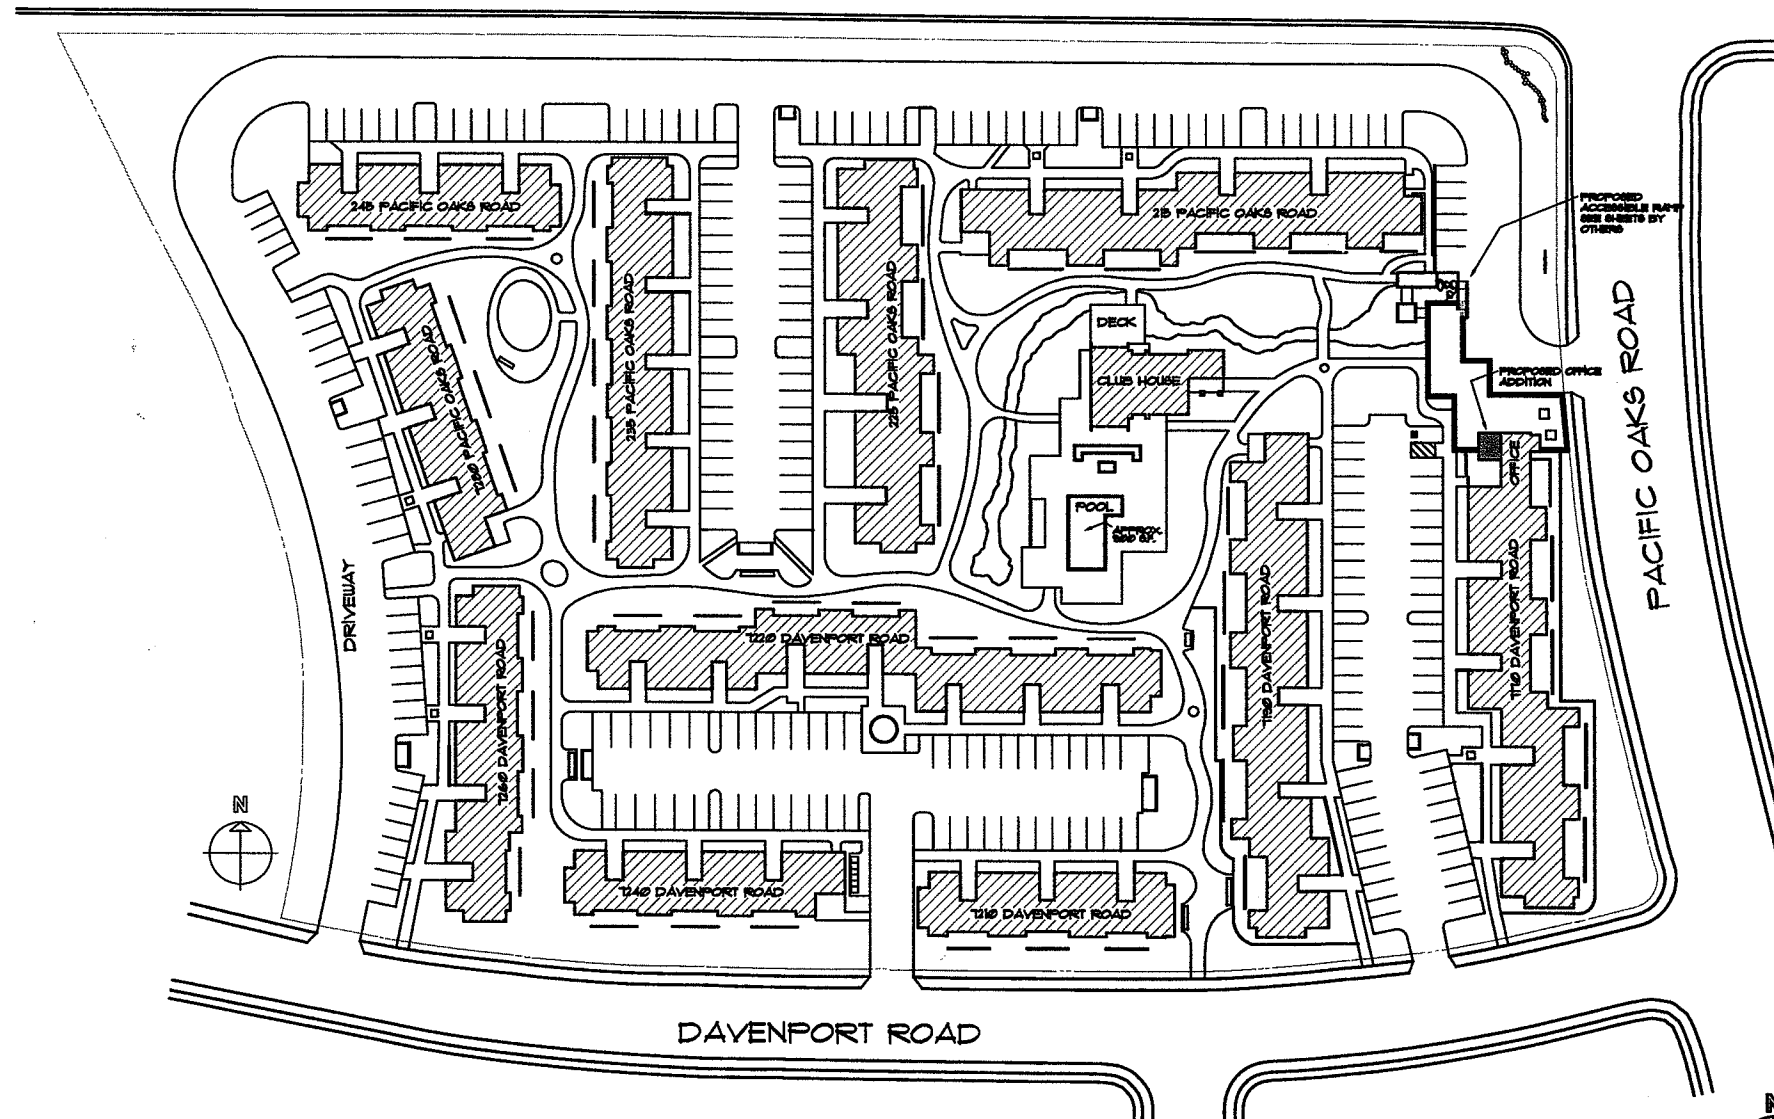 245 PACIFIC OAKS ROAD
215 PACIFIC OAKS ROAD
PROPOSED
ACCESSIBLE RAMP
SEE SHEETS BY
OTHERS
235 PACIFIC OAKS ROAD
225 PACIFIC OAKS ROAD
7280 PACIFIC OAKS ROAD
DECK
CLUB HOUSE
PROPOSED OFFICE
ADDITION
OFFICE
PACIFIC OAKS ROAD
POOL
APPROX.
DRIVEWAY
7260 DAVENPORT ROAD
7220 DAVENPORT ROAD
7180 DAVENPORT ROAD
7170 DAVENPORT ROAD
N
7240 DAVENPORT ROAD
7210 DAVENPORT ROAD
DAVENPORT ROAD